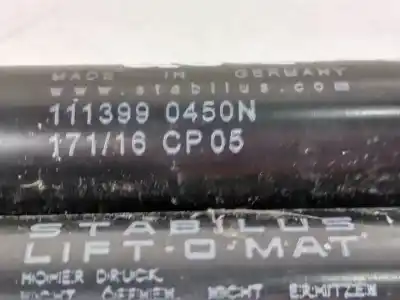 MADE IN GERMANY
www.stabilus.com
111399 0450N
171/16 CP05
STABILUS
LIFT-O-MAT
HOHER DRUCK
NICHT ÖFFNEN. NICHT ERHITZEN